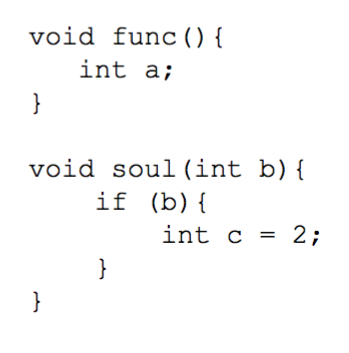 void func(){
    int a;
}

void soul(int b){
     if (b){
          int c = 2;
     }
}